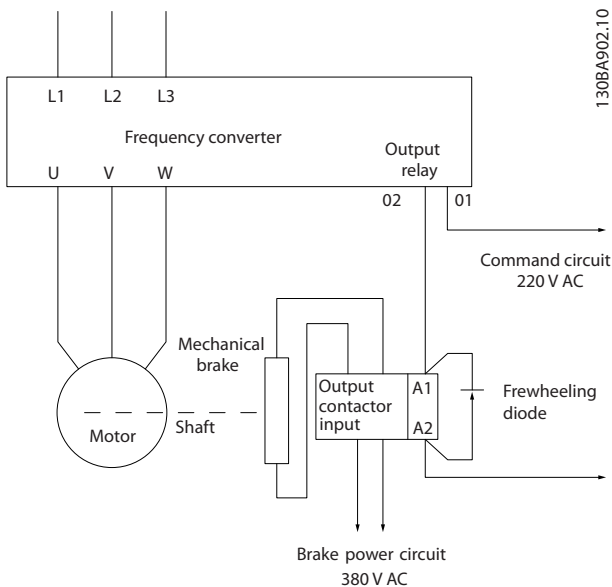 130BA902.10
L1 L2 L3
Frequency converter
U V W
Output
relay
02 01
Command circuit
220 V AC
Mechanical
brake
Output
contactor
input
A1
A2
Frewheeling
diode
Motor
Shaft
Brake power circuit
380 V AC